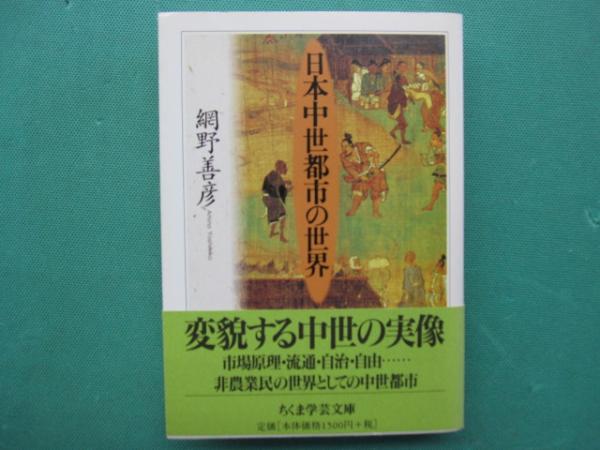 日本中世都市の世界
網野善彦
Amino Yoshihiko
変貌する中世の実像
市場原理・流通・自治・自由……
非農業民の世界としての中世都市
ちくま学芸文庫
定価[本体価格1500円+税]